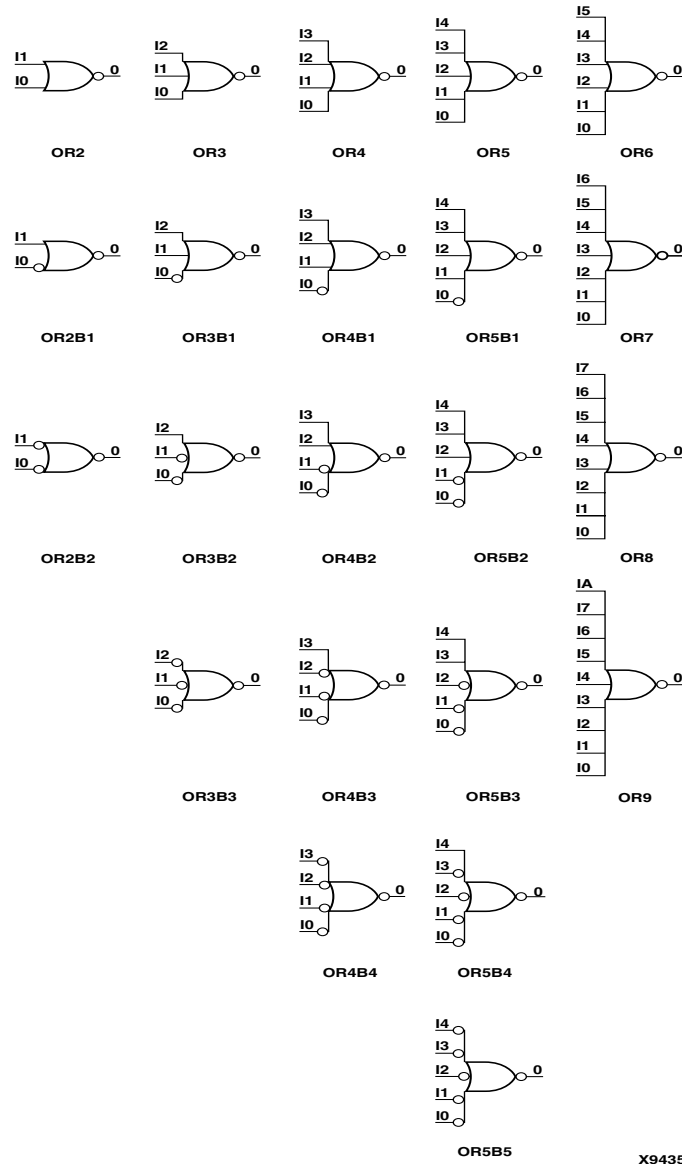 I1
I0
0
OR2
I2
I1
I0
0
OR3
I3
I2
I1
I0
0
OR4
I4
I3
I2
I1
I0
0
OR5
I5
I4
I3
I2
I1
I0
0
OR6
I1
I0
0
OR2B1
I2
I1
I0
0
OR3B1
I3
I2
I1
I0
0
OR4B1
I4
I3
I2
I1
I0
0
OR5B1
I6
I5
I4
I3
I2
I1
I0
0
OR7
I1
I0
0
OR2B2
I2
I1
I0
0
OR3B2
I3
I2
I1
I0
0
OR4B2
I4
I3
I2
I1
I0
0
OR5B2
I7
I6
I5
I4
I3
I2
I1
I0
0
OR8
I2
I1
I0
0
OR3B3
I3
I2
I1
I0
0
OR4B3
I4
I3
I2
I1
I0
0
OR5B3
IA
I7
I6
I5
I4
I3
I2
I1
I0
0
OR9
I3
I2
I1
I0
0
OR4B4
I4
I3
I2
I1
I0
0
OR5B4
I4
I3
I2
I1
I0
0
OR5B5
X9435